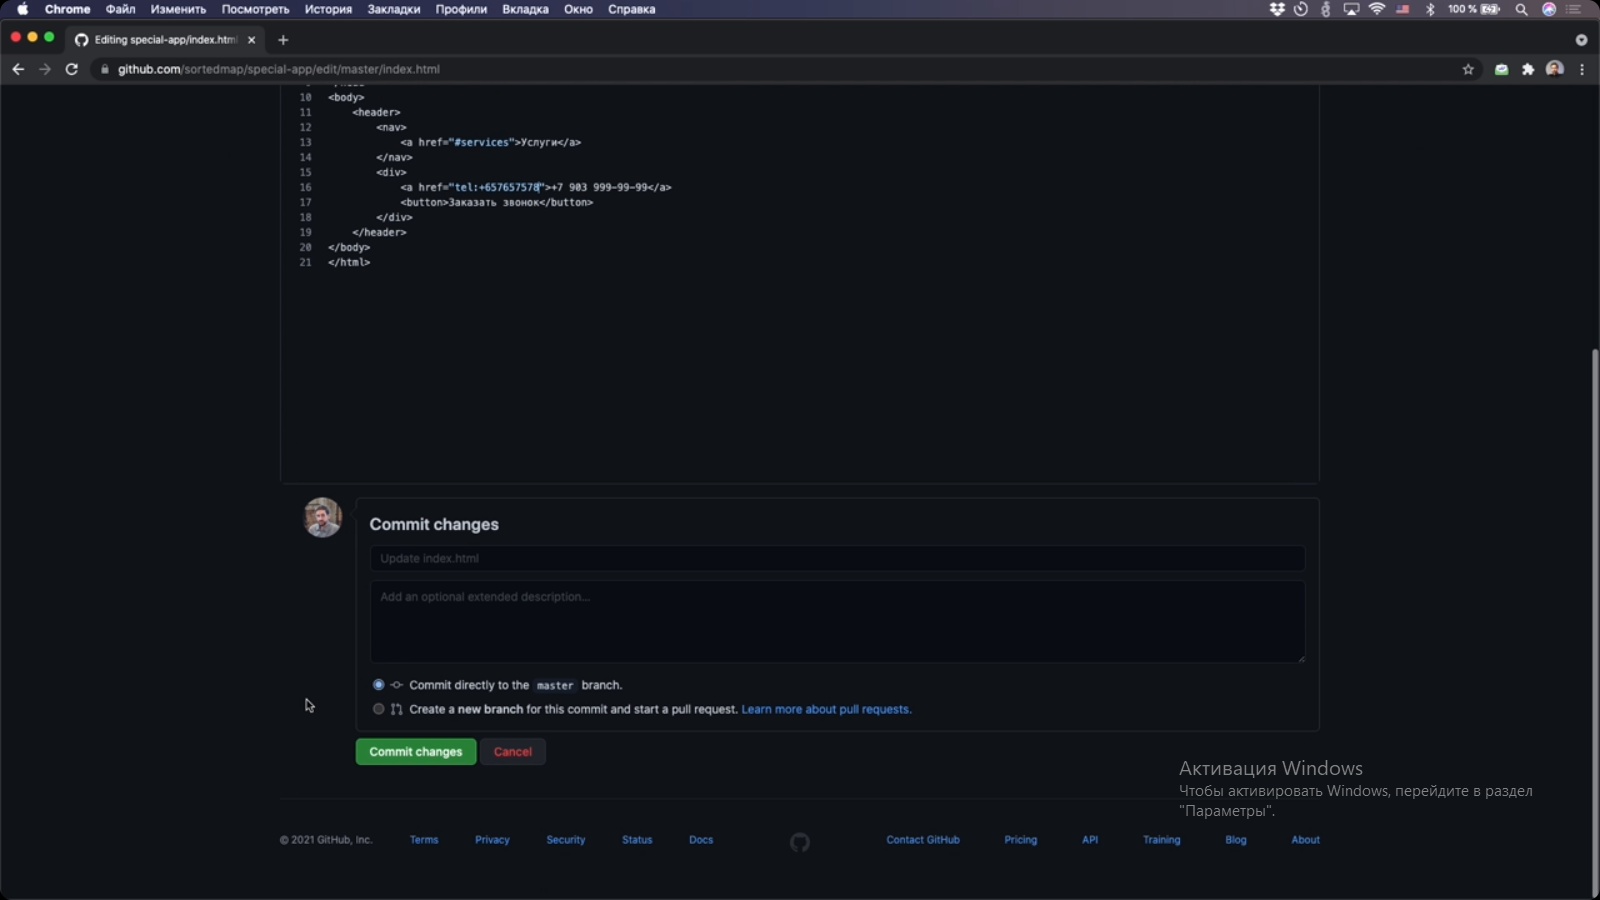 Chrome Файл Изменить Посмотреть История Закладки Профили Вкладка Окно Справка 100 %
Editing special-app/index.html
github.com/sortedmap/special-app/edit/master/index.html
10 <body>
11 <header>
12 <nav>
13 <a href="#services">Услуги</a>
14 </nav>
15 <div>
16 <a href="tel:+657657578">+7 903 999-99-99</a>
17 <button>Заказать звонок</button>
18 </div>
19 </header>
20 </body>
21 </html>
Commit changes
Update index.html
Add an optional extended description...
Commit directly to the master branch.
Create a new branch for this commit and start a pull request. Learn more about pull requests.
Commit changes Cancel
Активация Windows
Чтобы активировать Windows, перейдите в раздел
"Параметры".
© 2021 GitHub, Inc. Terms Privacy Security Status Docs Contact GitHub Pricing API Training Blog About